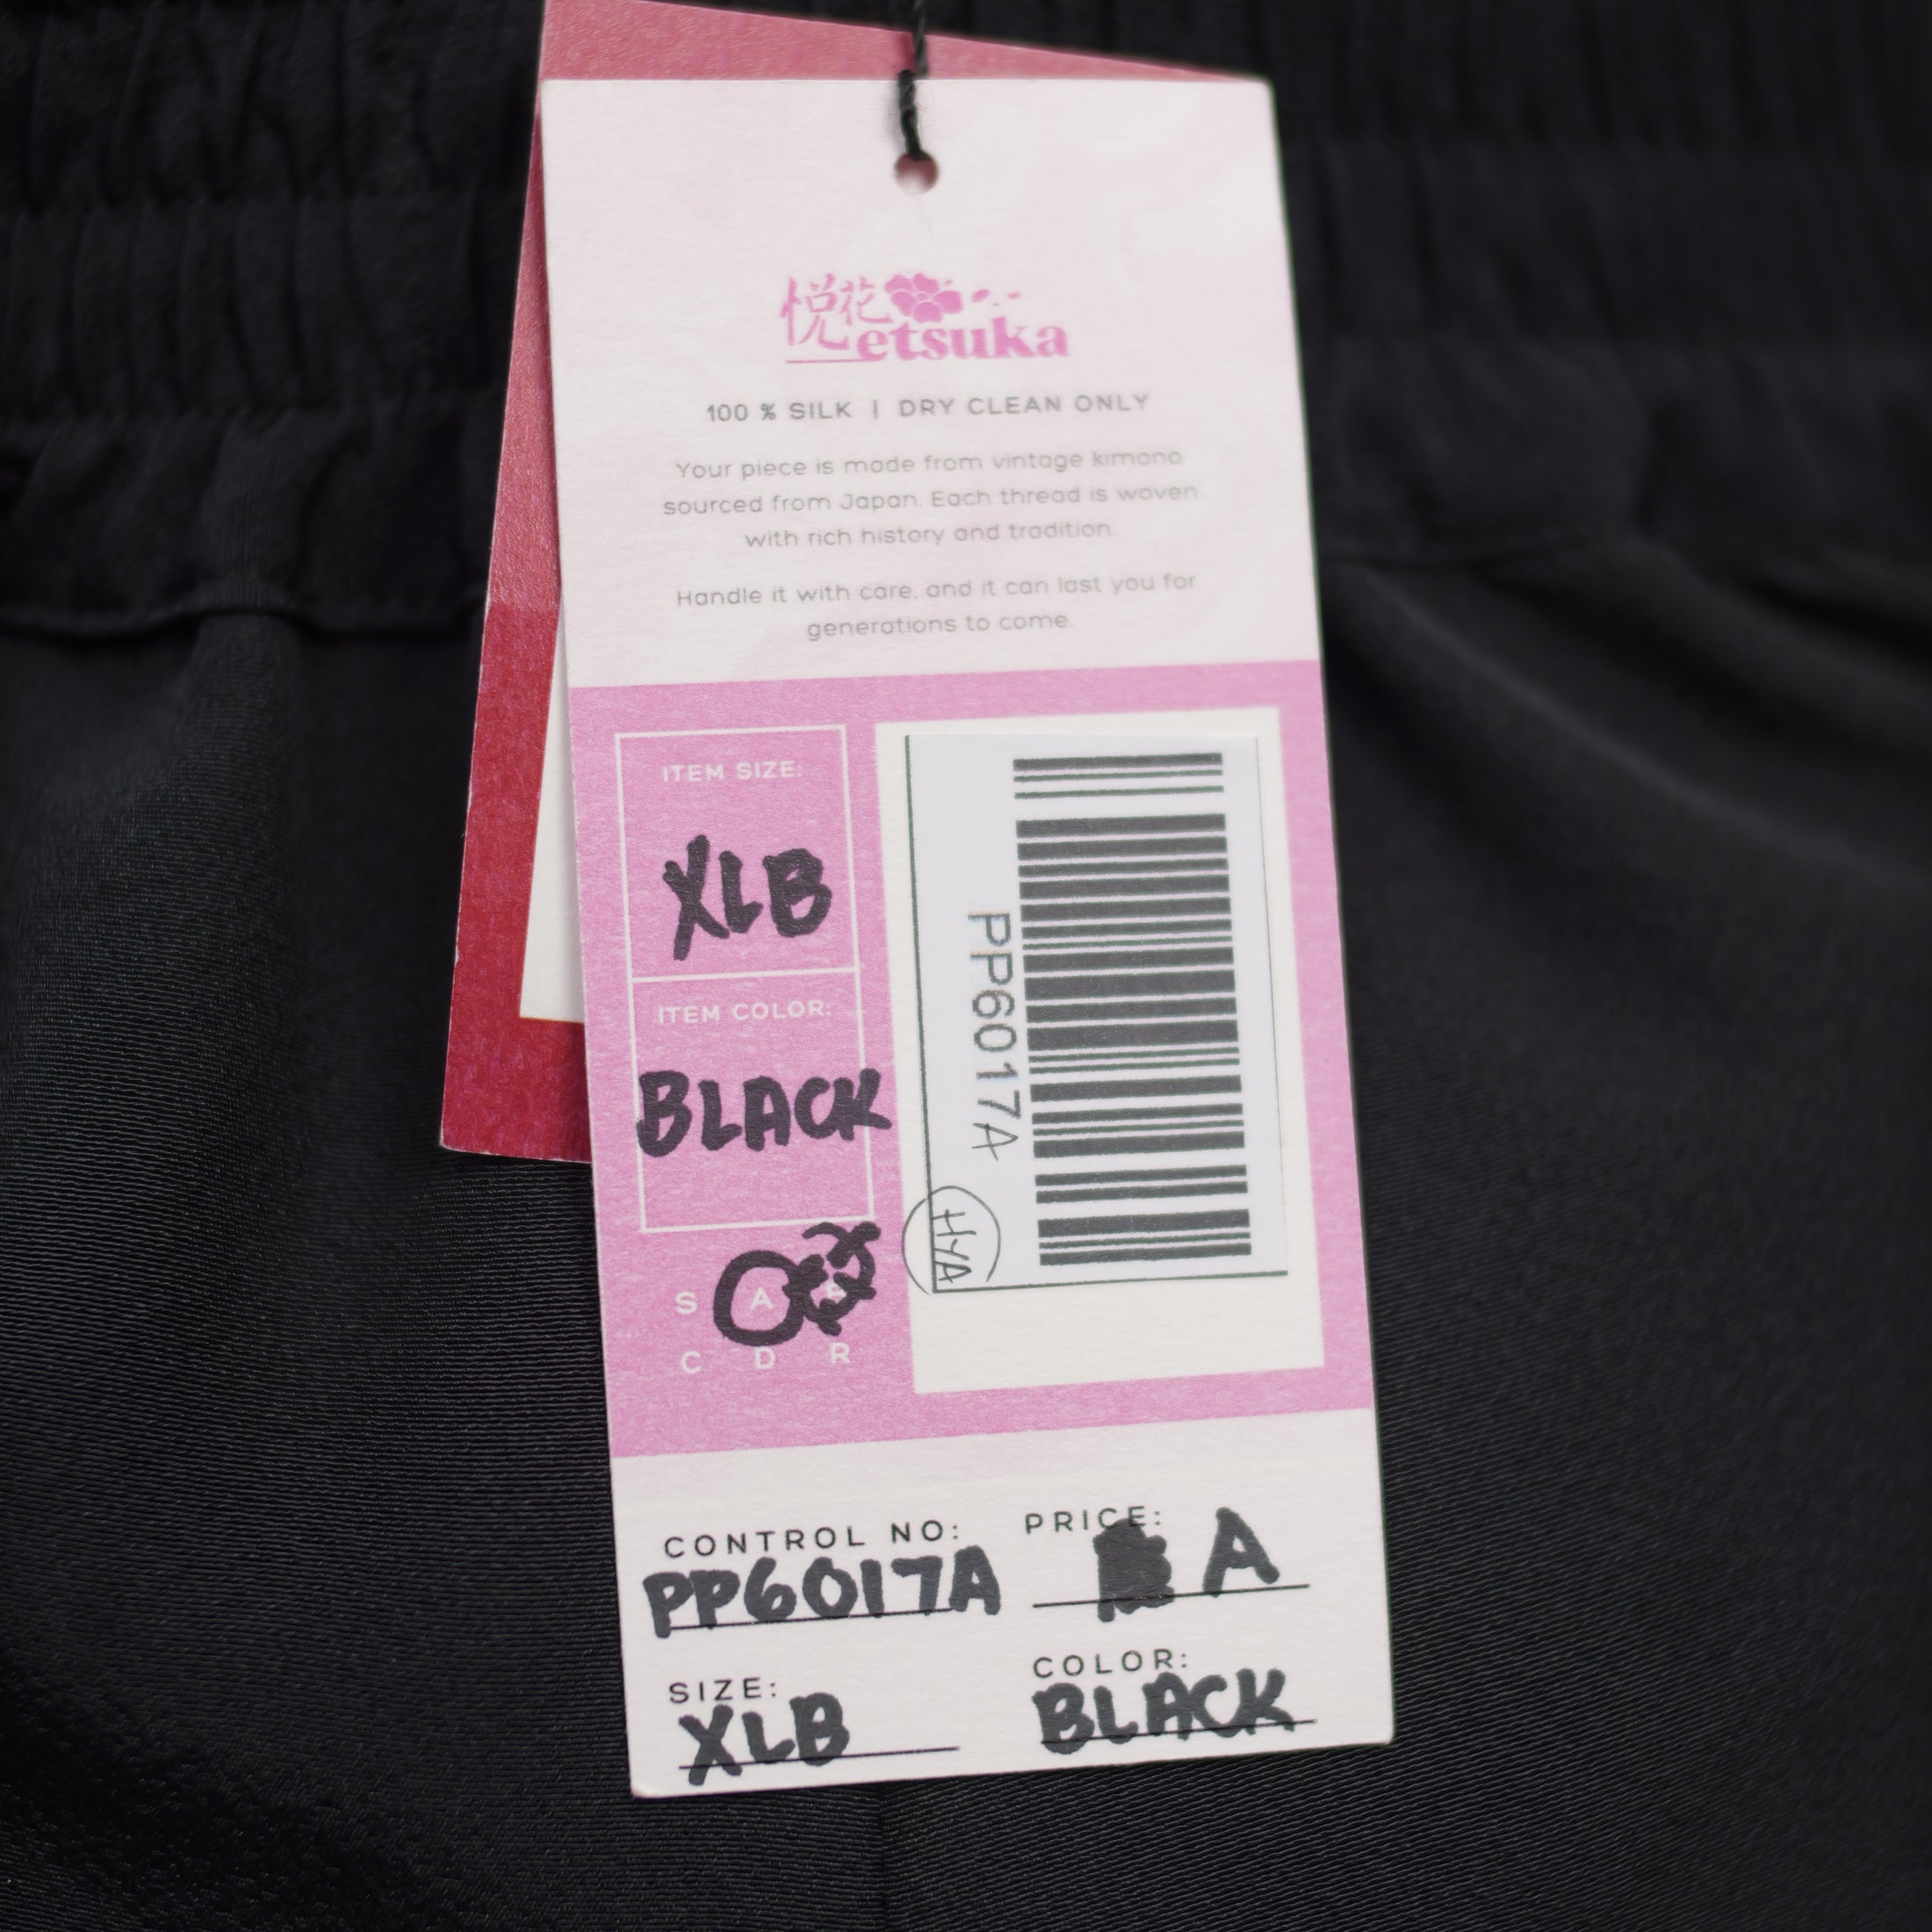 悦花
etsuka
100 % SILK | DRY CLEAN ONLY
Your piece is made from vintage kimono
sourced from Japan. Each thread is woven
with rich history and tradition.
Handle it with care, and it can last you for
generations to come.
ITEM SIZE:
XLB
ITEM COLOR:
BLACK
S A
C D R
PP6017A
HYA
CONTROL NO:
PP6017A
PRICE:
A
SIZE:
XLB
COLOR:
BLACK